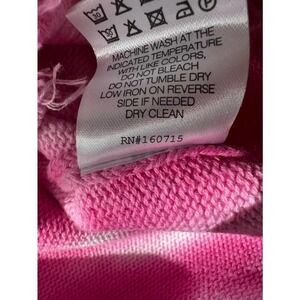 MACHINE WASH AT THE
INDICATED TEMPERATURE
WITH LIKE COLORS,
DO NOT BLEACH
DO NOT TUMBLE DRY
LOW IRON ON REVERSE
SIDE IF NEEDED
DRY CLEAN
RN#160715